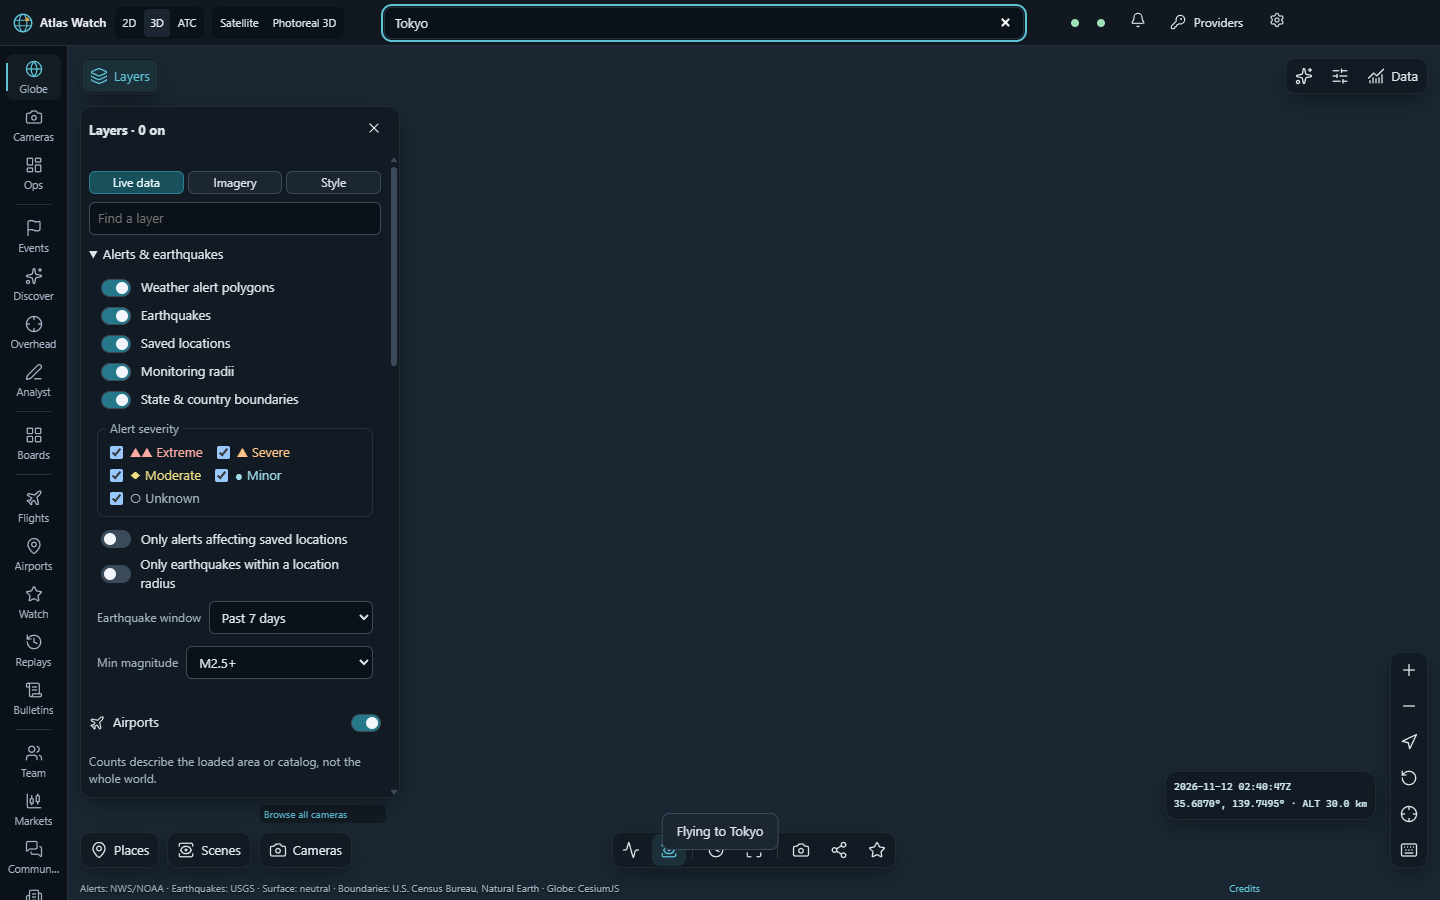 Atlas Watch
2D
3D
ATC
Satellite
Photoreal 3D
Tokyo
Providers
Globe
Cameras
Ops
Events
Discover
Overhead
Analyst
Boards
Flights
Airports
Watch
Replays
Bulletins
Team
Markets
Commun...
Layers
Data
Layers · 0 on
Live data
Imagery
Style
Find a layer
Alerts & earthquakes
Weather alert polygons
Earthquakes
Saved locations
Monitoring radii
State & country boundaries
Alert severity
Extreme
Severe
Moderate
Minor
Unknown
Only alerts affecting saved locations
Only earthquakes within a location
radius
Earthquake window
Past 7 days
Min magnitude
M2.5+
Airports
Counts describe the loaded area or catalog, not the
whole world.
Browse all cameras
Places
Scenes
Cameras
Flying to Tokyo
2026-11-12 02:40:47Z
35.6870°, 139.7495° · ALT 30.0 km
Alerts: NWS/NOAA · Earthquakes: USGS · Surface: neutral · Boundaries: U.S. Census Bureau, Natural Earth · Globe: CesiumJS
Credits